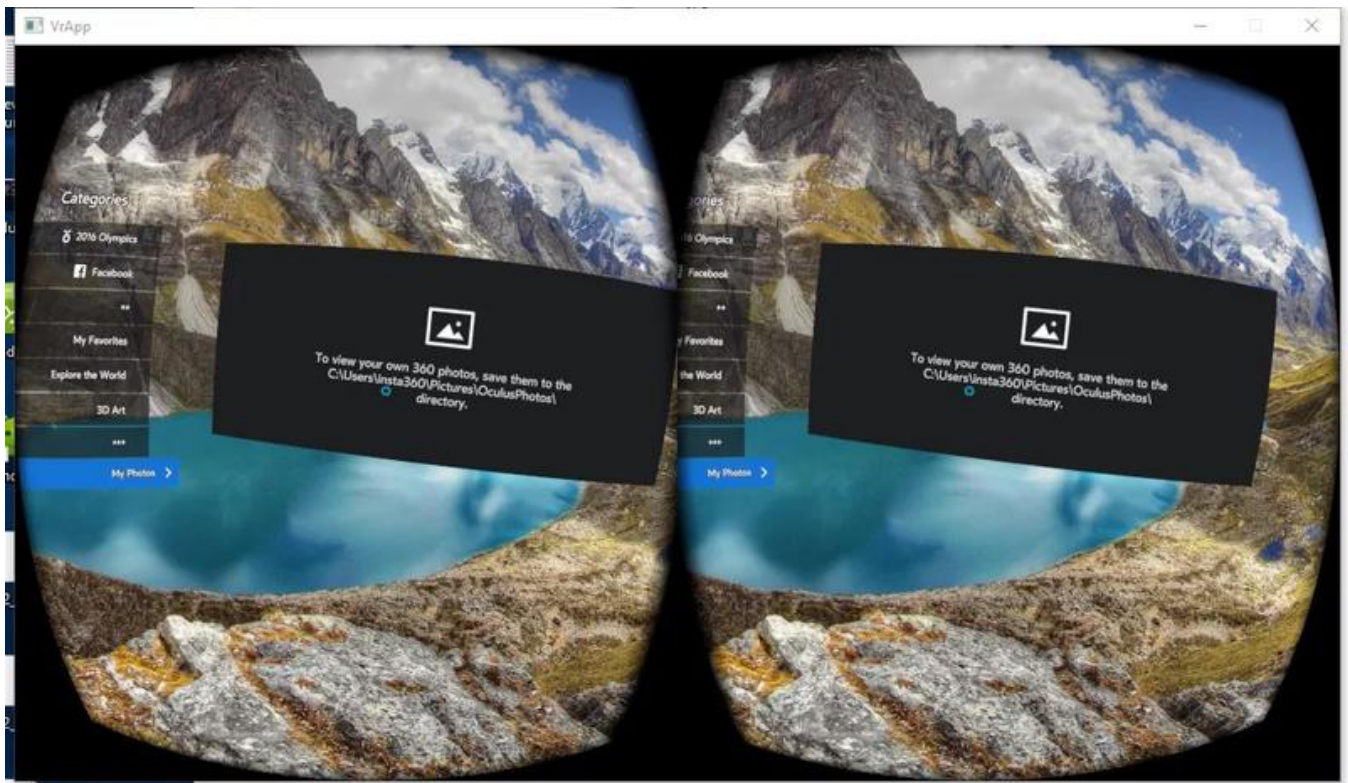 VrApp
Categories
2016 Olympics
Facebook
**
My Favorites
Explore the World
3D Art
***
My Photos
To view your own 360 photos, save them to the
C:\Users\insta360\Pictures\OculusPhotos\
directory.
ories
6 Olympics
Facebook
**
Favorites
the World
3D Art
***
My Photos
To view your own 360 photos, save them to the
C:\Users\insta360\Pictures\OculusPhotos\
directory.